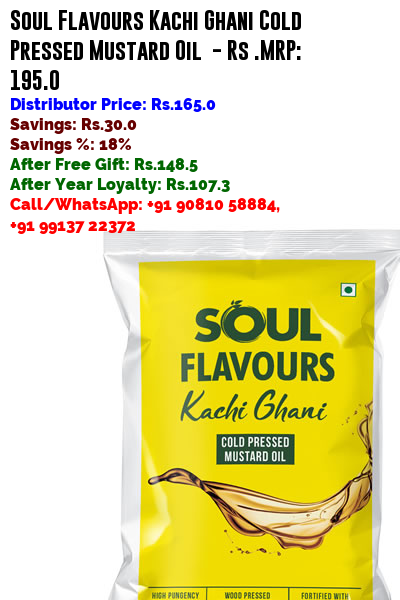 Soul Flavours Kachi Ghani Cold
Pressed Mustard Oil - Rs .MRP:
195.0
Distributor Price: Rs.165.0
Savings: Rs.30.0
Savings %: 18%
After Free Gift: Rs.148.5
After Year Loyalty: Rs.107.3
Call/WhatsApp: +91 90810 58884,
+91 99137 22372
SOUL
FLAVOURS
Kachi Ghani
COLD PRESSED
MUSTARD OIL
HIGH PUNGENCY WOOD PRESSED FORTIFIED WITH